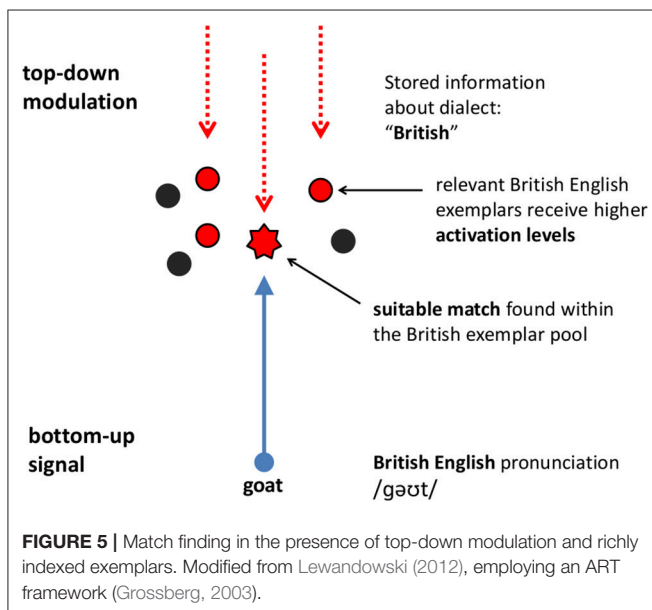 top-down
modulation
Stored information
about dialect:
“British”
relevant British English
exemplars receive higher
activation levels
suitable match found within
the British exemplar pool
bottom-up
signal
goat
British English pronunciation
/gəʊt/
FIGURE 5 | Match finding in the presence of top-down modulation and richly
indexed exemplars. Modified from Lewandowski (2012), employing an ART
framework (Grossberg, 2003).